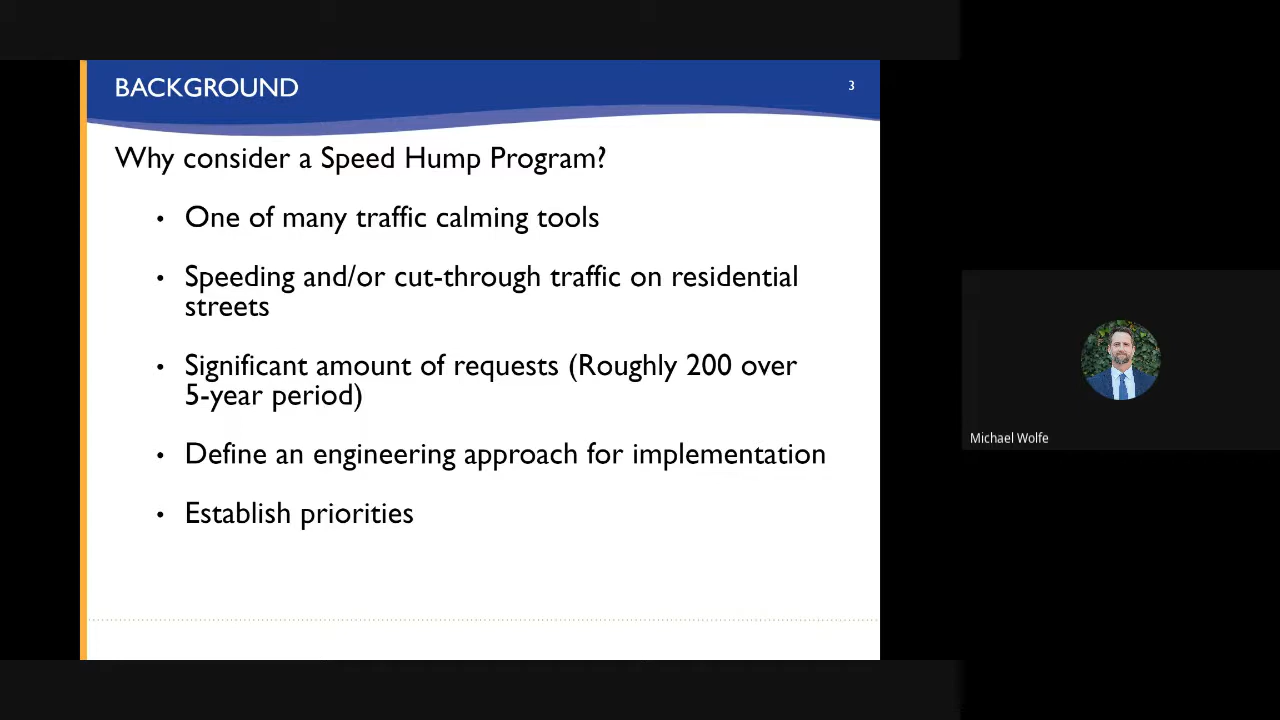 BACKGROUND
3
Why consider a Speed Hump Program?
• One of many traffic calming tools
• Speeding and/or cut-through traffic on residential
streets
• Significant amount of requests (Roughly 200 over
5-year period)
• Define an engineering approach for implementation
• Establish priorities
Michael Wolfe